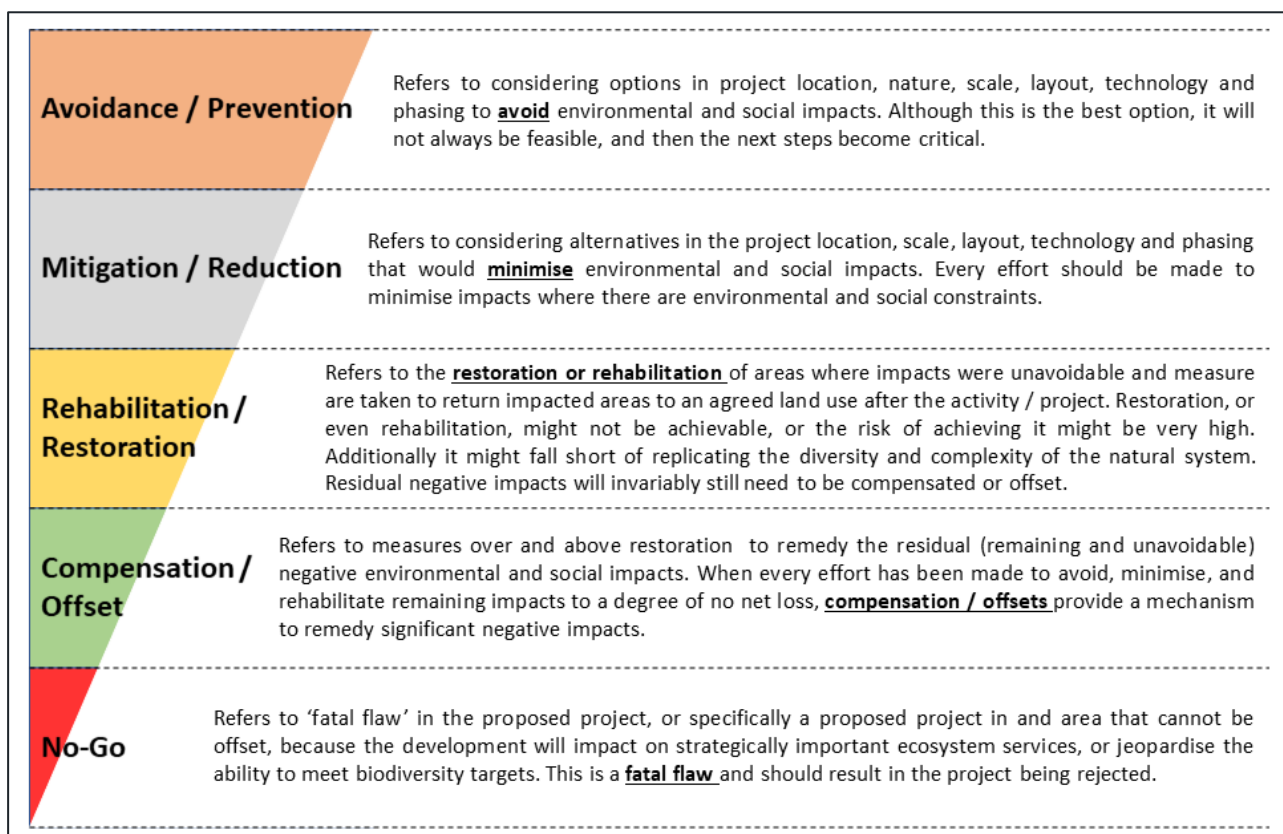 Avoidance / Prevention
Refers to considering options in project location, nature, scale, layout, technology and
phasing to avoid environmental and social impacts. Although this is the best option, it will
not always be feasible, and then the next steps become critical.
Mitigation / Reduction
Refers to considering alternatives in the project location, scale, layout, technology and phasing
that would minimise environmental and social impacts. Every effort should be made to
minimise impacts where there are environmental and social constraints.
Rehabilitation /
Restoration
Refers to the restoration or rehabilitation of areas where impacts were unavoidable and measure
are taken to return impacted areas to an agreed land use after the activity / project. Restoration, or
even rehabilitation, might not be achievable, or the risk of achieving it might be very high.
Additionally it might fall short of replicating the diversity and complexity of the natural system.
Residual negative impacts will invariably still need to be compensated or offset.
Compensation /
Offset
Refers to measures over and above restoration to remedy the residual (remaining and unavoidable)
negative environmental and social impacts. When every effort has been made to avoid, minimise, and
rehabilitate remaining impacts to a degree of no net loss, compensation / offsets provide a mechanism
to remedy significant negative impacts.
No-Go
Refers to ‘fatal flaw’ in the proposed project, or specifically a proposed project in and area that cannot be
offset, because the development will impact on strategically important ecosystem services, or jeopardise the
ability to meet biodiversity targets. This is a fatal flaw and should result in the project being rejected.